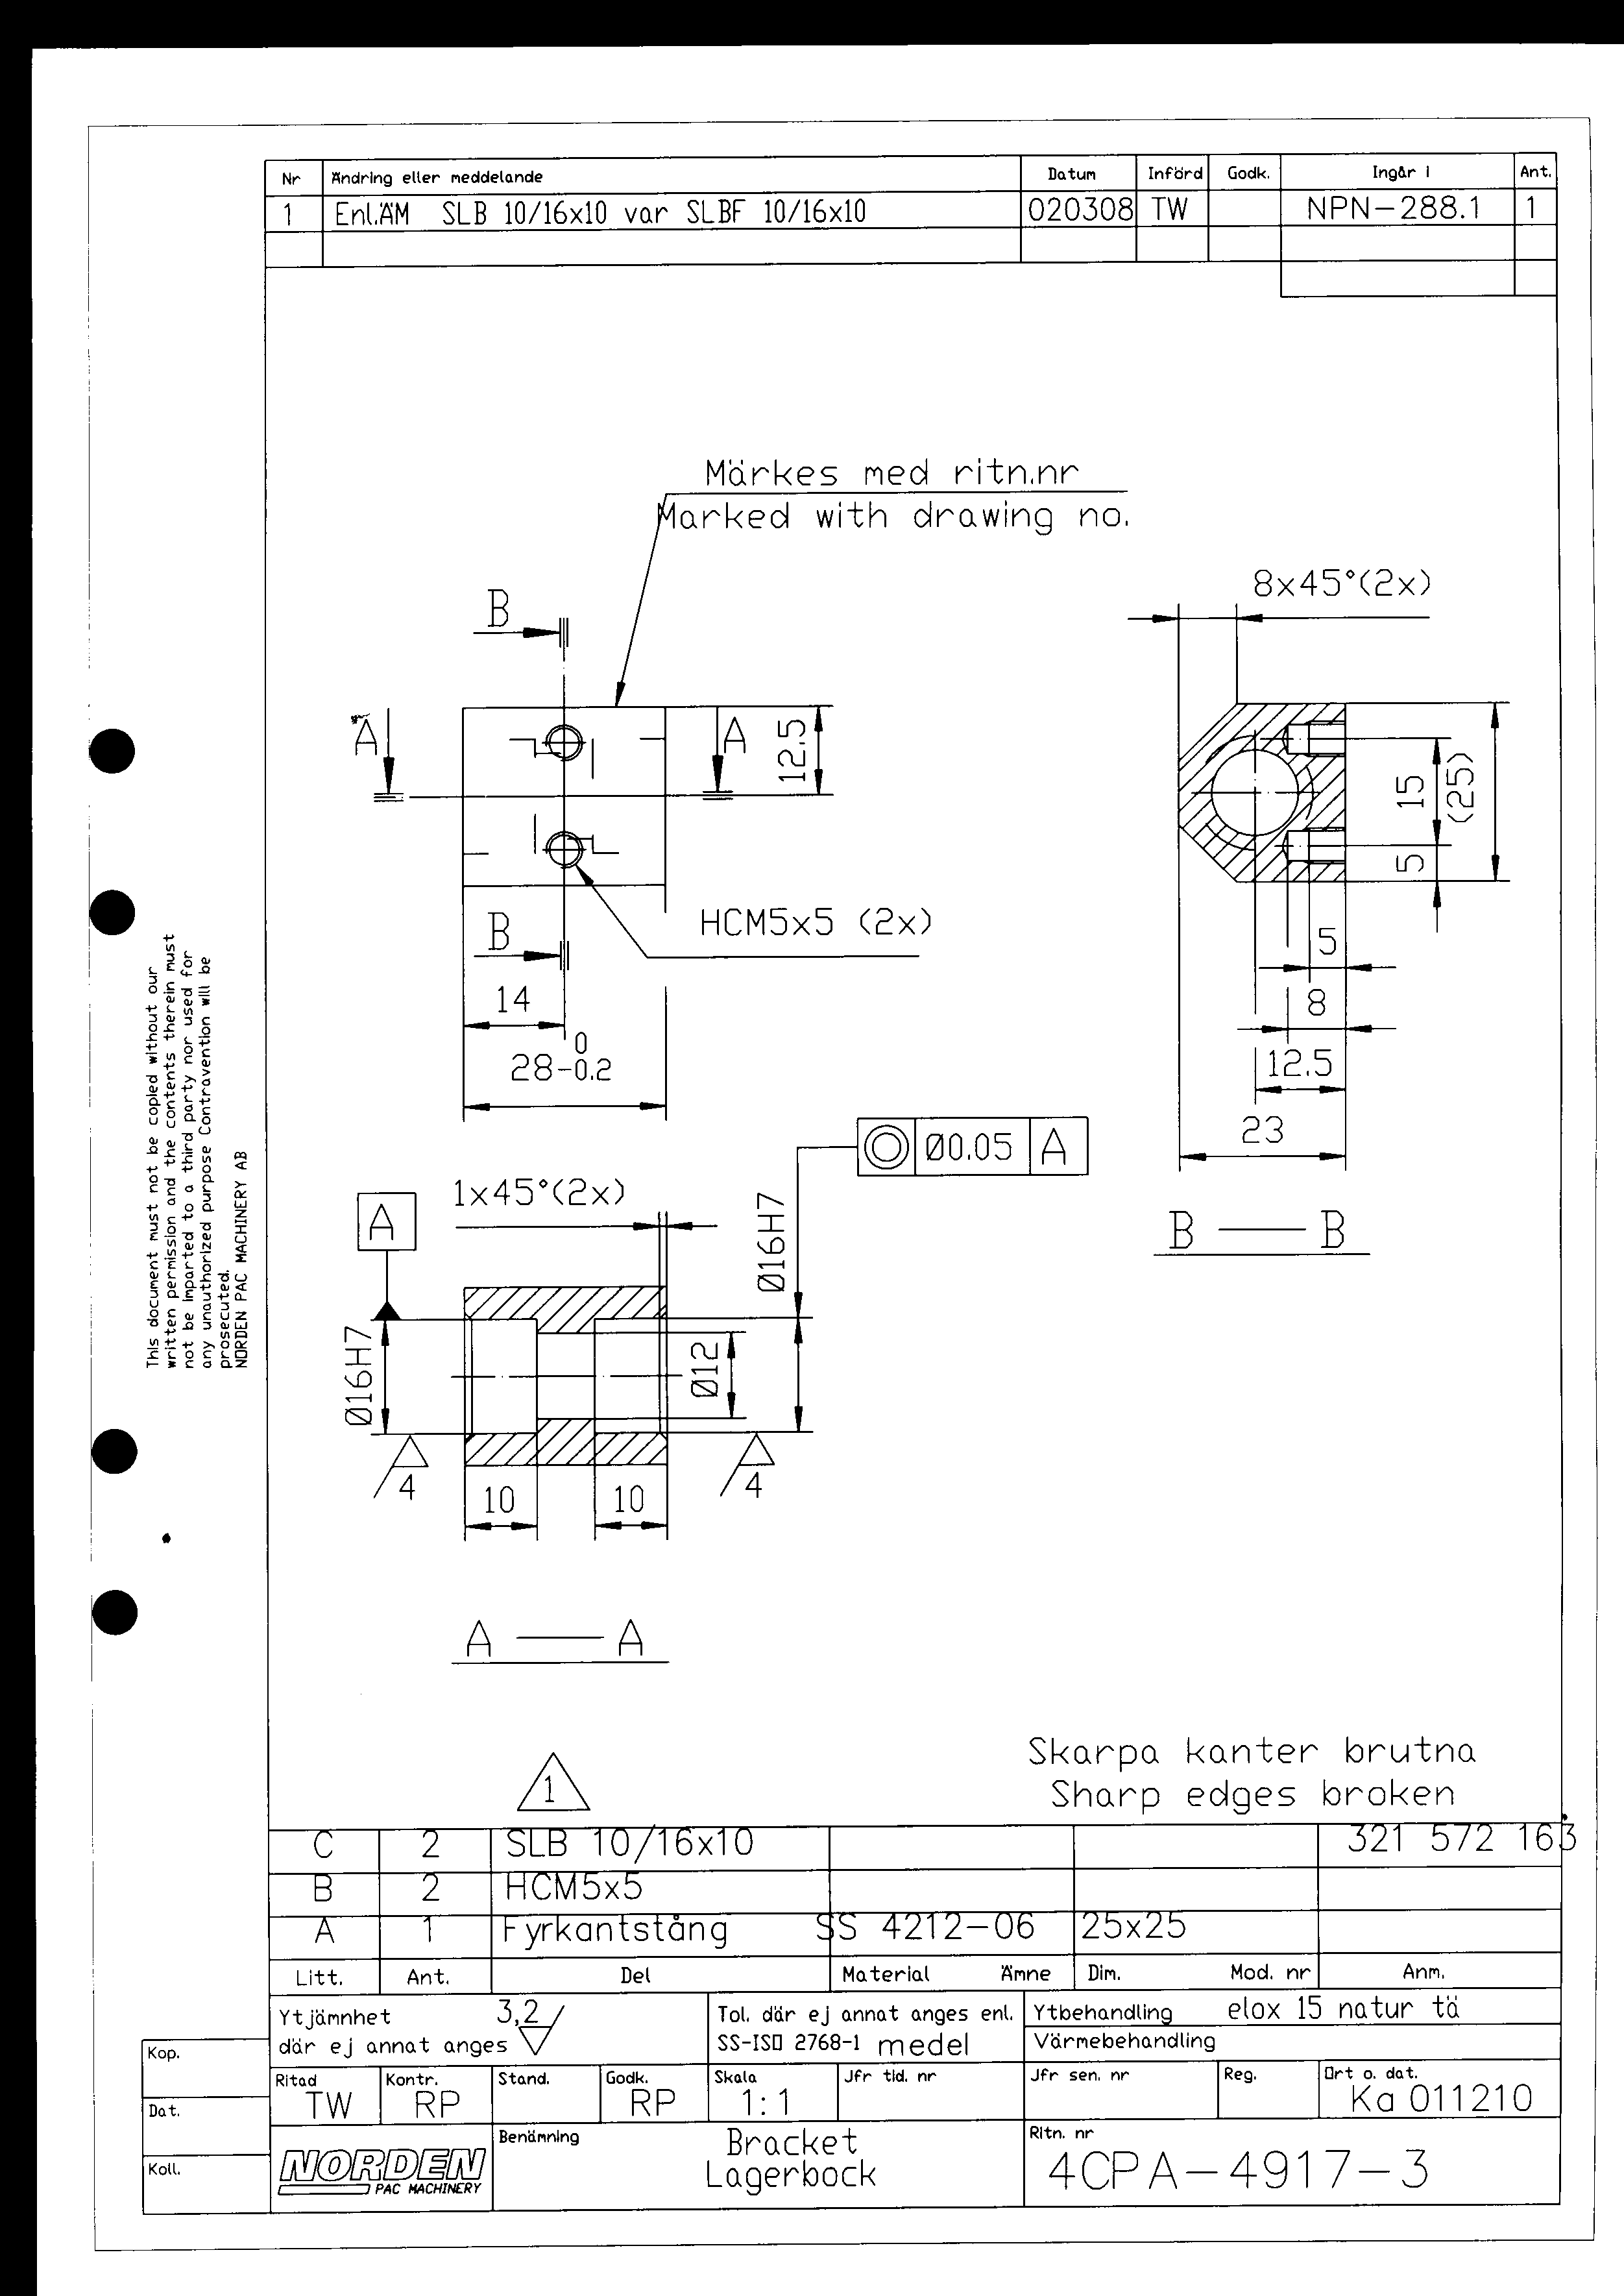 Nr Ändring eller meddelande Datum Införd Godk. Ingår i Ant.
1 Enl.ÄM SLB 10/16x10 var SLBF 10/16x10 020308 TW NPN-288.1 1
Märkes med ritn.nr
Marked with drawing no.
8x45°(2x)
B
A A
12.5
15
(25)
5
HCM5x5 (2x)
B
5
14
8
0
28-0.2
12.5
23
◎ Ø0.05 A
1x45°(2x)
A
Ø16H7
B — B
Ø16H7
Ø12
4 4
10 10
A — A
This document must not be copied without our
written permission and the contents therein must
not be imparted to a third party nor used for
any unauthorized purpose Contravention will be
prosecuted.
NORDEN PAC MACHINERY AB
Skarpa kanter brutna
1
Sharp edges broken
C 2 SLB 10/16x10 321 572 163
B 2 HCM5x5
A 1 Fyrkantstång SS 4212-06 25x25
Litt. Ant. Del Material Ämne Dim. Mod. nr Anm.
Ytjämnhet 3,2 Tol. där ej annat anges enl. Ytbehandling elox 15 natur tä
där ej annat anges SS-ISO 2768-1 medel Värmebehandling
Kop.
Ritad Kontr. Stand. Godk. Skala Jfr tid. nr Jfr sen. nr Reg. Ort o. dat.
TW RP RP 1:1 Ka 011210
Dat.
Benämning Bracket Ritn. nr
Lagerbock 4CPA-4917-3
Koll.
NORDEN
PAC MACHINERY